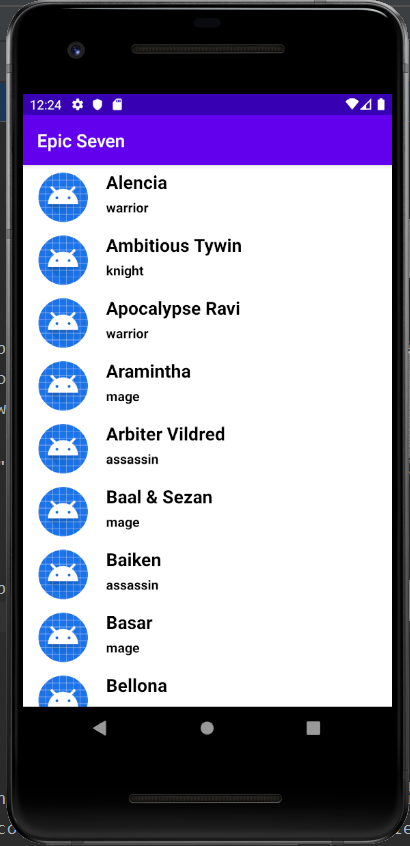 12:24
Epic Seven
Alencia
warrior
Ambitious Tywin
knight
Apocalypse Ravi
warrior
Aramintha
mage
Arbiter Vildred
assassin
Baal & Sezan
mage
Baiken
assassin
Basar
mage
Bellona